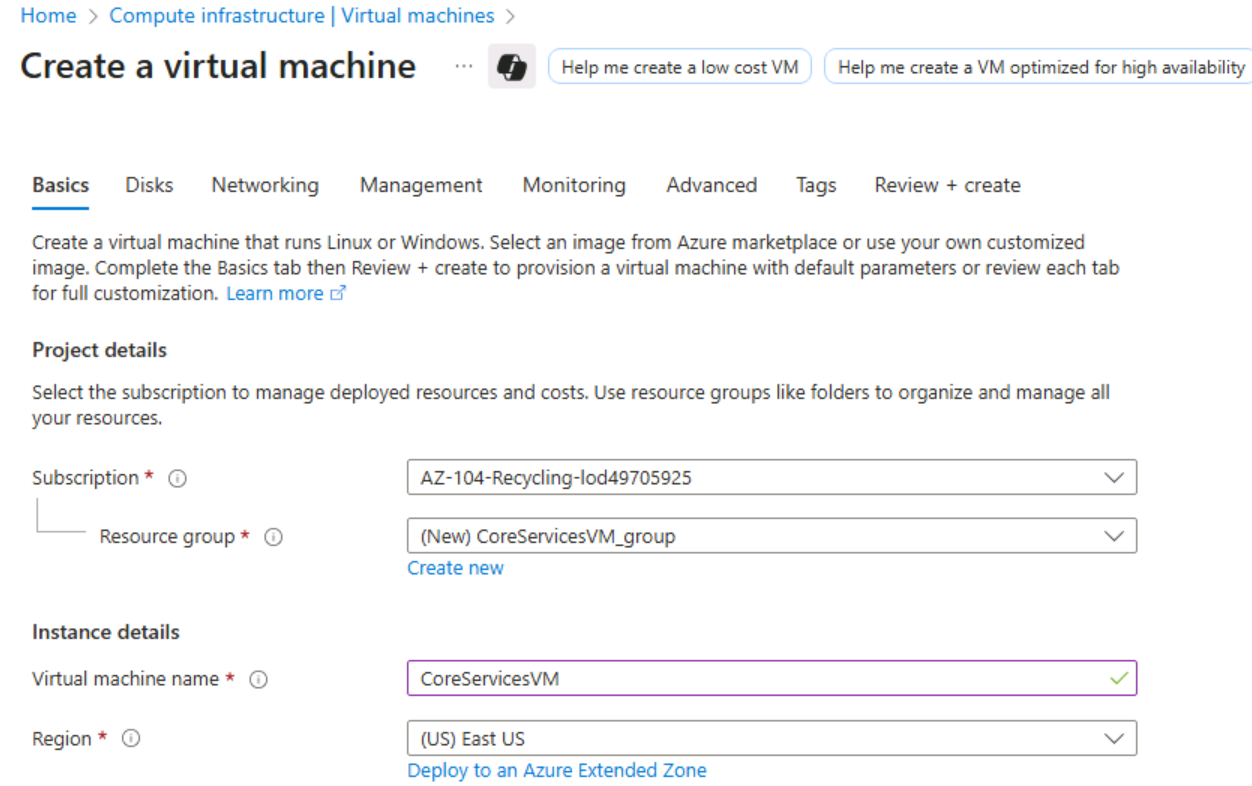 Home > Compute infrastructure | Virtual machines >
Create a virtual machine ... Help me create a low cost VM Help me create a VM optimized for high availability
Basics Disks Networking Management Monitoring Advanced Tags Review + create
Create a virtual machine that runs Linux or Windows. Select an image from Azure marketplace or use your own customized
image. Complete the Basics tab then Review + create to provision a virtual machine with default parameters or review each tab
for full customization. Learn more
Project details
Select the subscription to manage deployed resources and costs. Use resource groups like folders to organize and manage all
your resources.
Subscription * AZ-104-Recycling-lod49705925
Resource group * (New) CoreServicesVM_group
Create new
Instance details
Virtual machine name * CoreServicesVM
Region * (US) East US
Deploy to an Azure Extended Zone